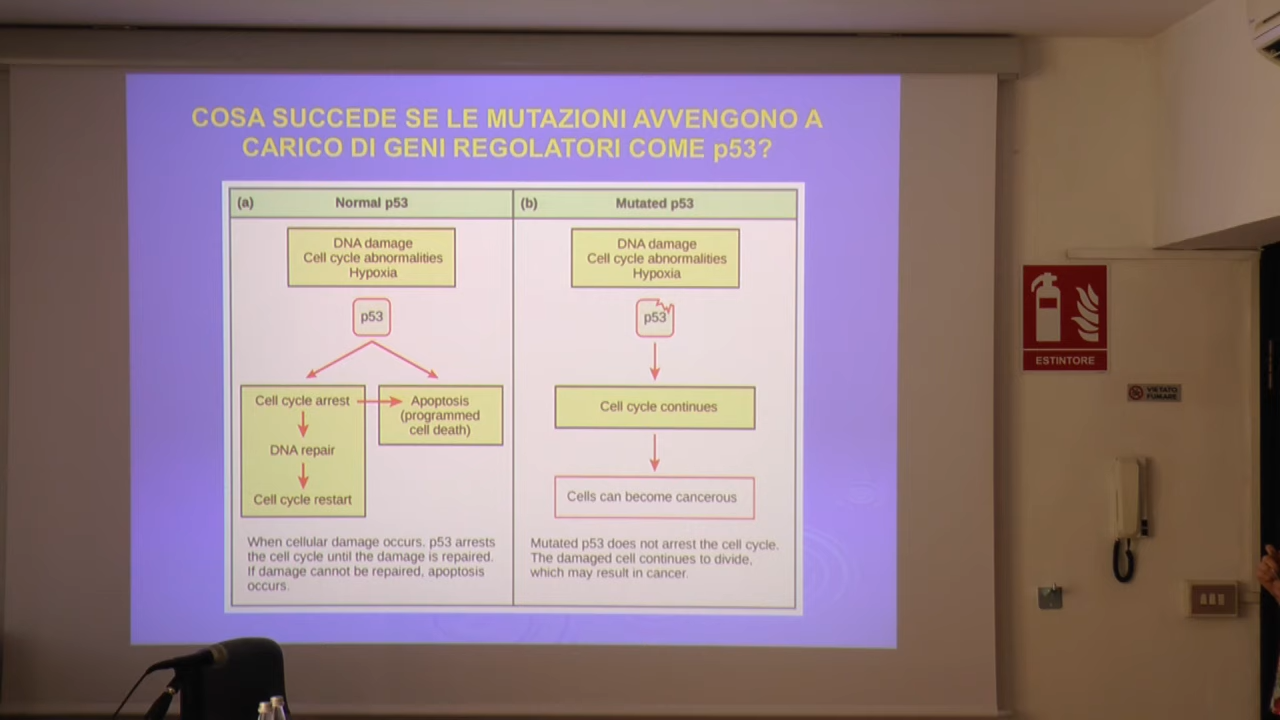 COSA SUCCEDE SE LE MUTAZIONI AVVENGONO A
CARICO DI GENI REGOLATORI COME p53?
(a) Normal p53
(b) Mutated p53
DNA damage
Cell cycle abnormalities
Hypoxia
p53
Cell cycle arrest
DNA repair
Cell cycle restart
Apoptosis
(programmed
cell death)
When cellular damage occurs, p53 arrests
the cell cycle until the damage is repaired.
If damage cannot be repaired, apoptosis
occurs.
DNA damage
Cell cycle abnormalities
Hypoxia
p53
Cell cycle continues
Cells can become cancerous
Mutated p53 does not arrest the cell cycle.
The damaged cell continues to divide,
which may result in cancer.
ESTINTORE
VIETATO
FUMARE